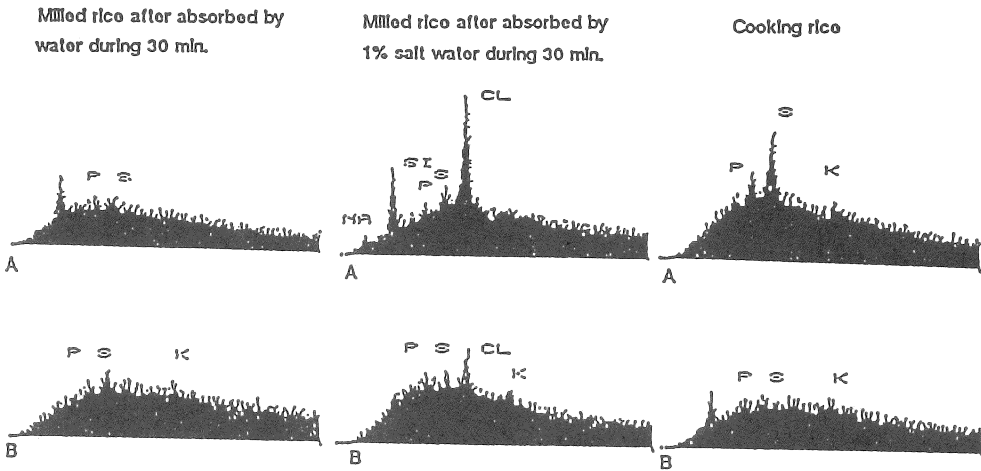 Milled rice after absorbed by
water during 30 min.
Milled rice after absorbed by
1% salt water during 30 min.
Cooking rice
P S
A
NA
SI
P
S
CL
A
P
S
K
A
P S K
B
P S CL
K
B
P S K
B